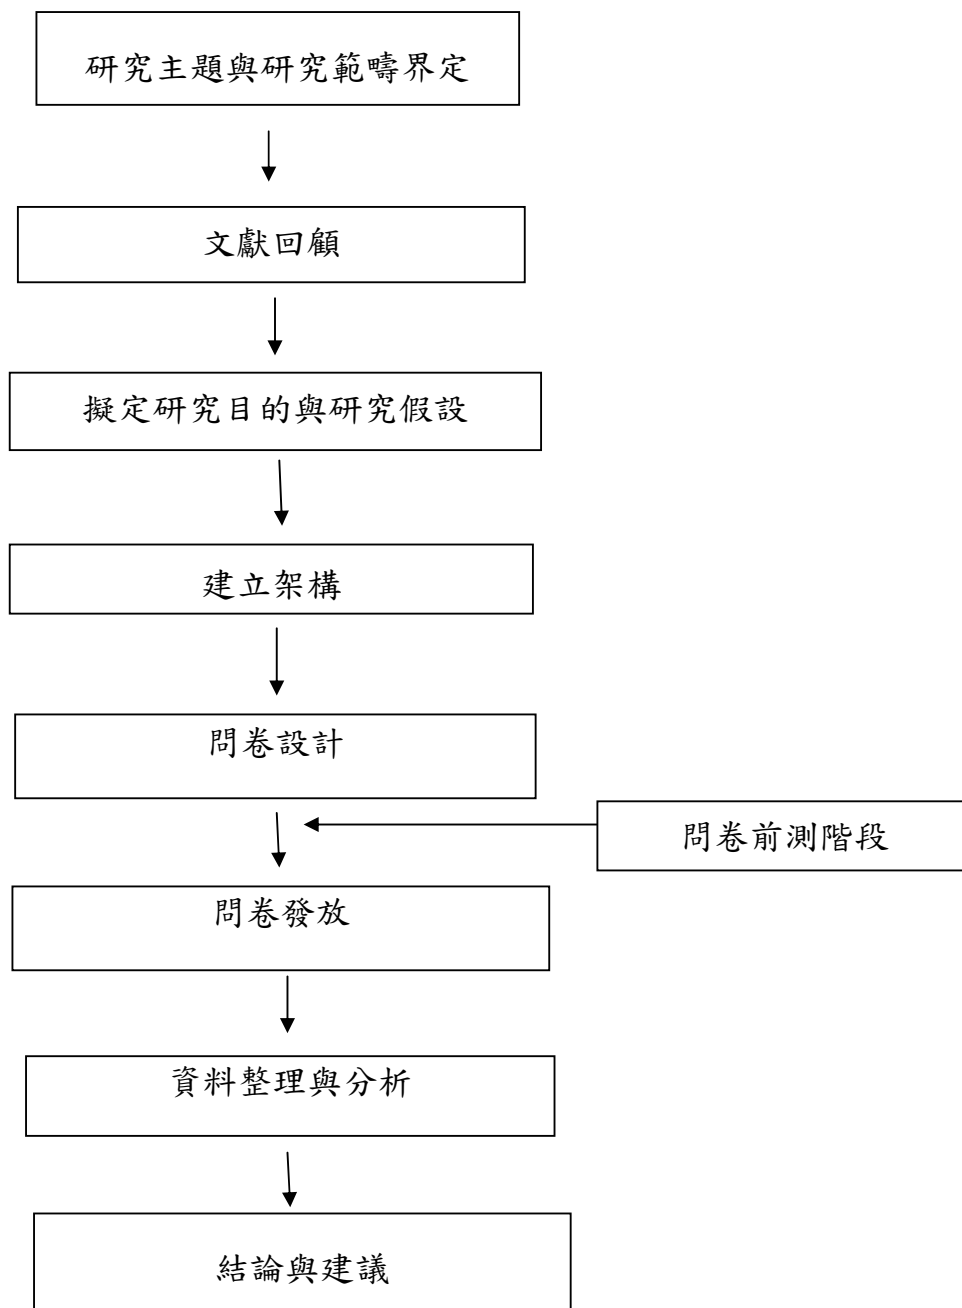 研究主題與研究範疇界定
文獻回顧
擬定研究目的與研究假設
建立架構
問卷設計
問卷前測階段
問卷發放
資料整理與分析
結論與建議